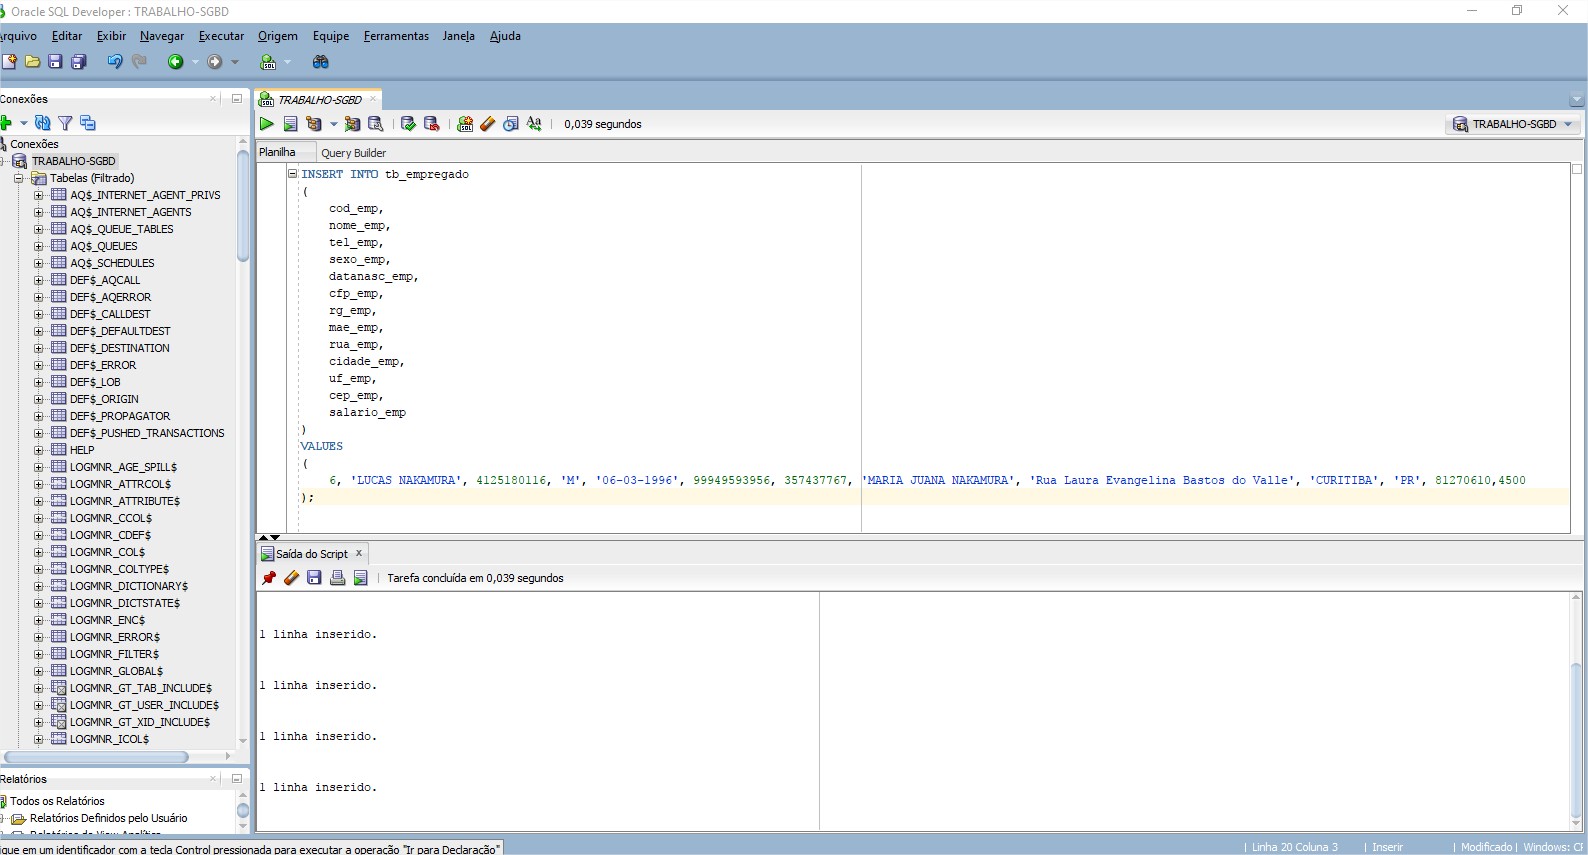 Oracle SQL Developer : TRABALHO-SGBD
rquivo Editar Exibir Navegar Executar Origem Equipe Ferramentas Janela Ajuda
Conexões
Conexões
TRABALHO-SGBD
Tabelas (Filtrado)
AQ$_INTERNET_AGENT_PRIVS
AQ$_INTERNET_AGENTS
AQ$_QUEUE_TABLES
AQ$_QUEUES
AQ$_SCHEDULES
DEF$_AQCALL
DEF$_AQERROR
DEF$_CALLDEST
DEF$_DEFAULTDEST
DEF$_DESTINATION
DEF$_ERROR
DEF$_LOB
DEF$_ORIGIN
DEF$_PROPAGATOR
DEF$_PUSHED_TRANSACTIONS
HELP
LOGMNR_AGE_SPILL$
LOGMNR_ATTRCOL$
LOGMNR_ATTRIBUTE$
LOGMNR_CCOL$
LOGMNR_CDEF$
LOGMNR_COL$
LOGMNR_COLTYPE$
LOGMNR_DICTIONARY$
LOGMNR_DICTSTATE$
LOGMNR_ENC$
LOGMNR_ERROR$
LOGMNR_FILTER$
LOGMNR_GLOBAL$
LOGMNR_GT_TAB_INCLUDE$
LOGMNR_GT_USER_INCLUDE$
LOGMNR_GT_XID_INCLUDE$
LOGMNR_ICOL$
Relatórios
Todos os Relatórios
Relatórios Definidos pelo Usuário
TRABALHO-SGBD
0,039 segundos
TRABALHO-SGBD
Planilha Query Builder
INSERT INTO tb_empregado
(
cod_emp,
nome_emp,
tel_emp,
sexo_emp,
datanasc_emp,
cfp_emp,
rg_emp,
mae_emp,
rua_emp,
cidade_emp,
uf_emp,
cep_emp,
salario_emp
)
VALUES
(
6, 'LUCAS NAKAMURA', 4125180116, 'M', '06-03-1996', 99949593956, 357437767, 'MARIA JUANA NAKAMURA', 'Rua Laura Evangelina Bastos do Valle', 'CURITIBA', 'PR', 81270610,4500
);
Saída do Script
Tarefa concluída em 0,039 segundos
1 linha inserido.
1 linha inserido.
1 linha inserido.
1 linha inserido.
ique em um identificador com a tecla Control pressionada para executar a operação "Ir para Declaração"
Linha 20 Coluna 3 Inserir Modificado Windows: CF